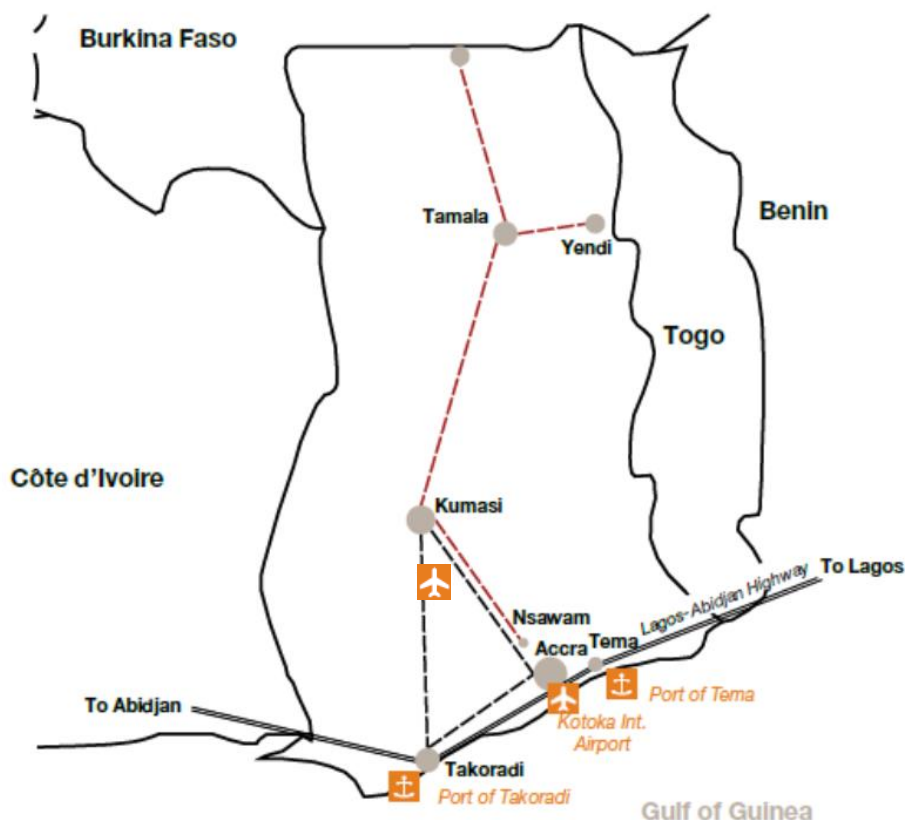 Burkina Faso
Tamala
Benin
Yendi
Togo
Côte d'Ivoire
Kumasi
To Lagos
Lagos-Abidjan Highway
Nsawam
Accra
Tema
Port of Tema
To Abidjan
Kotoka Int.
Airport
Takoradi
Port of Takoradi
Gulf of Guinea